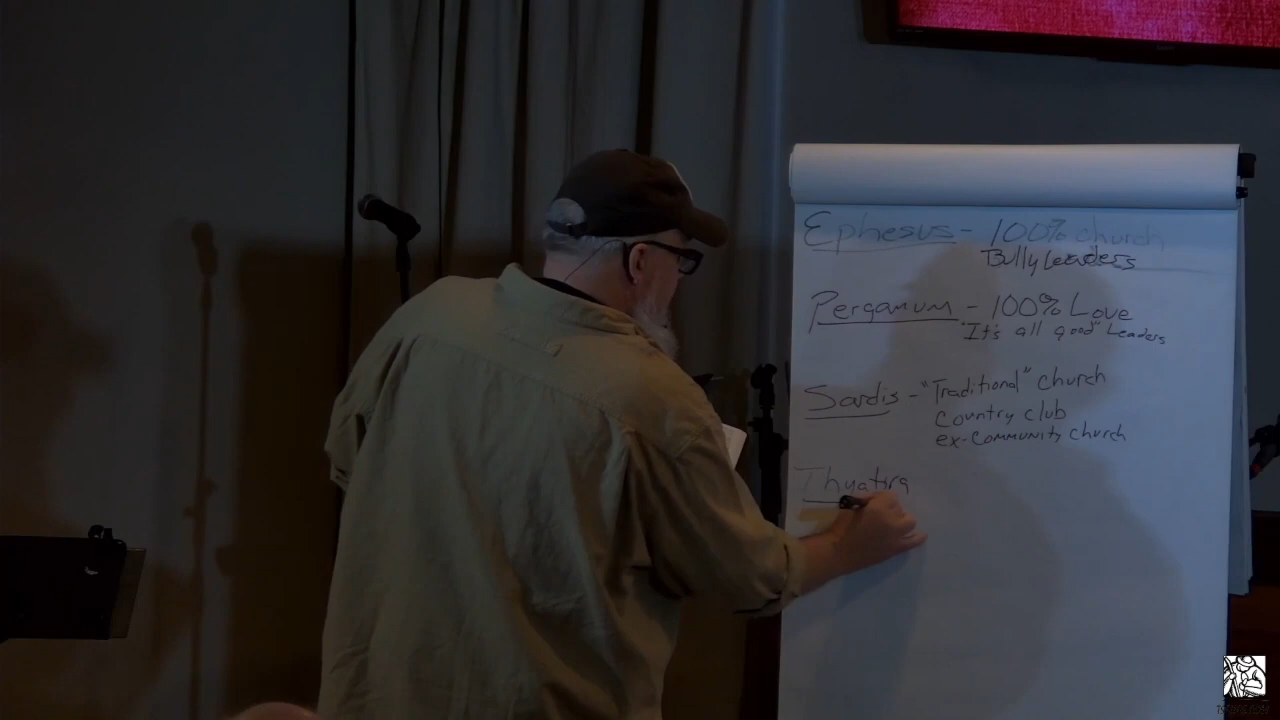 Ephesus - 100% church
Bully Leaders
Pergamum - 100% Love
"It's all good" Leaders
Sardis - "Traditional" church
Country club
ex-community church
Thyatira